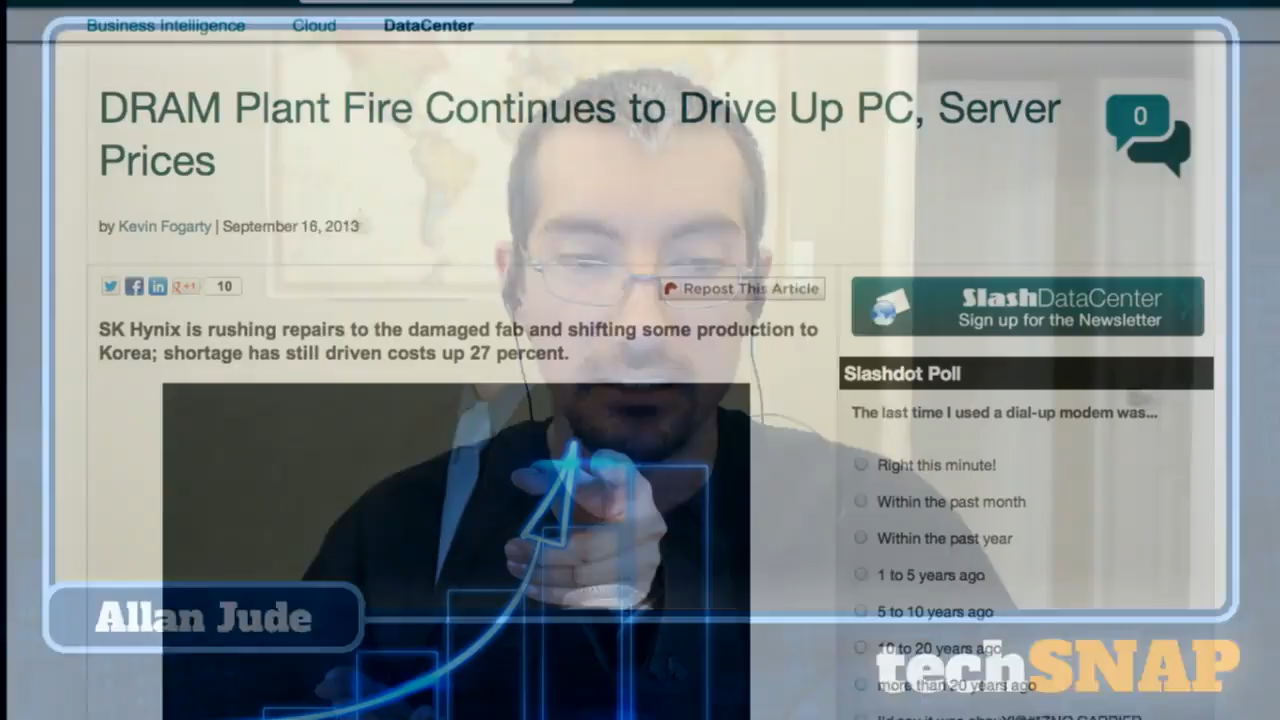 Business Intelligence Cloud DataCenter
DRAM Plant Fire Continues to Drive Up PC, Server
Prices
0
by Kevin Fogarty | September 16, 2013
g+1 10
Repost This Article
SK Hynix is rushing repairs to the damaged fab and shifting some production to
Korea; shortage has still driven costs up 27 percent.
SlashDataCenter
Sign up for the Newsletter
Slashdot Poll
The last time I used a dial-up modem was...
Right this minute!
Within the past month
Within the past year
1 to 5 years ago
5 to 10 years ago
10 to 20 years ago
more than 20 years ago
Allan Jude
techSNAP